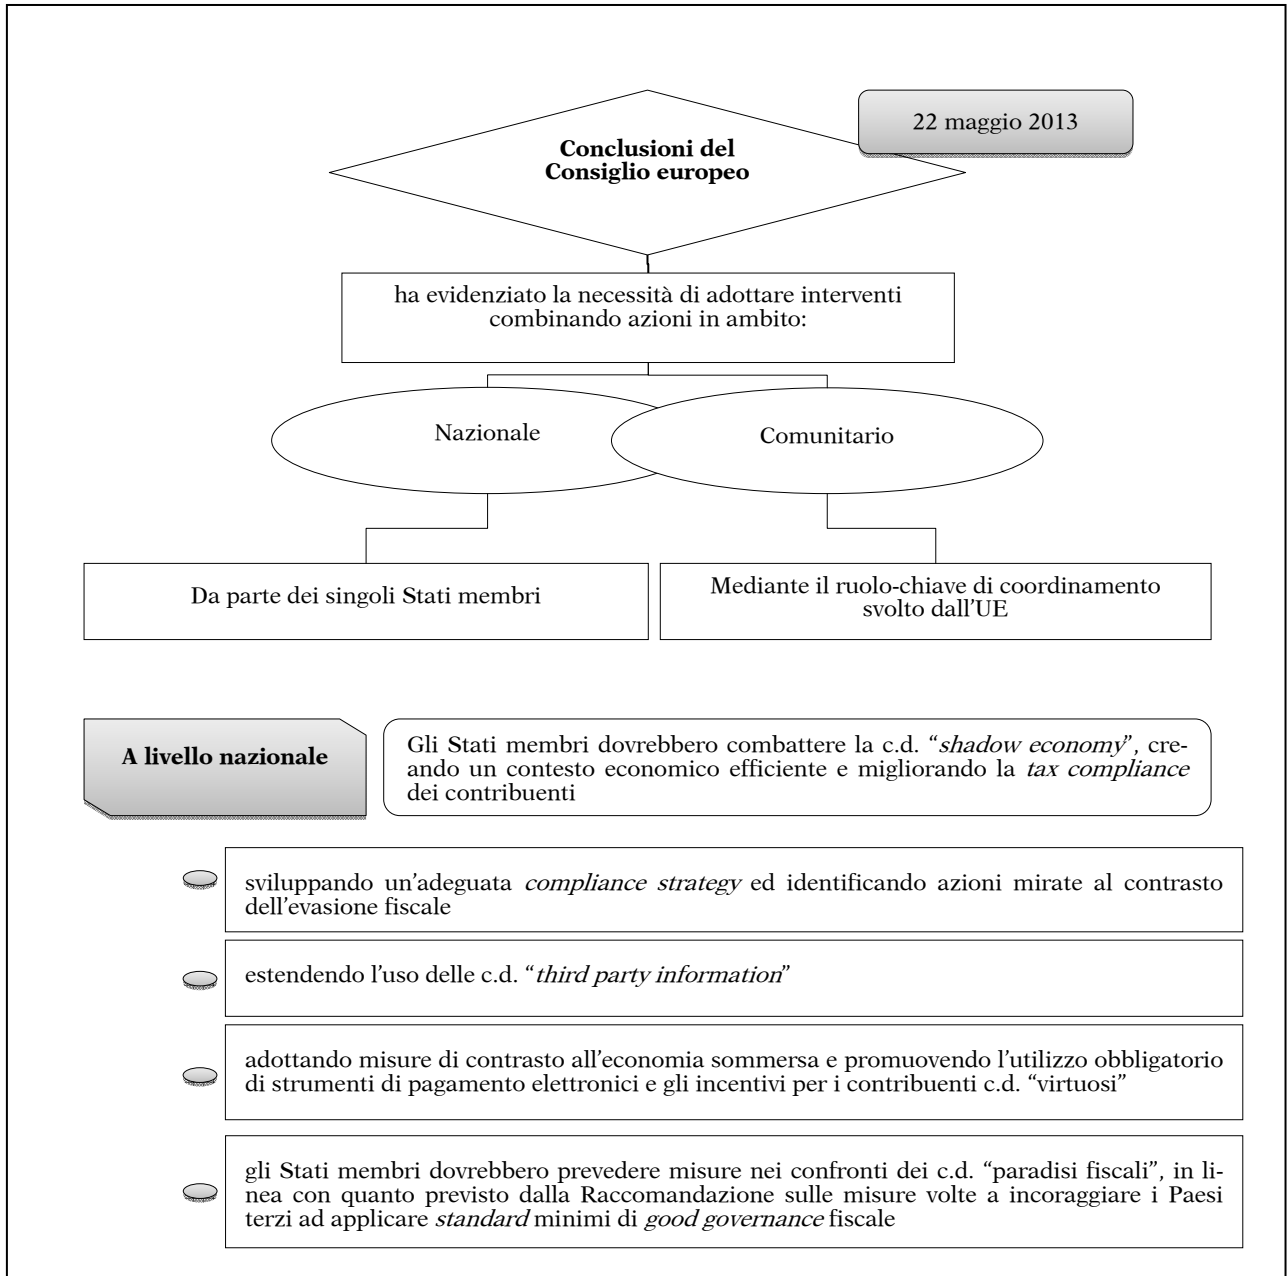 22 maggio 2013
Conclusioni del
Consiglio europeo
ha evidenziato la necessità di adottare interventi
combinando azioni in ambito:
Nazionale
Comunitario
Da parte dei singoli Stati membri
Mediante il ruolo-chiave di coordinamento
svolto dall'UE
A livello nazionale
Gli Stati membri dovrebbero combattere la c.d. “shadow economy”, cre-
ando un contesto economico efficiente e migliorando la tax compliance
dei contribuenti
sviluppando un'adeguata compliance strategy ed identificando azioni mirate al contrasto
dell'evasione fiscale
estendendo l'uso delle c.d. “third party information”
adottando misure di contrasto all'economia sommersa e promuovendo l'utilizzo obbligatorio
di strumenti di pagamento elettronici e gli incentivi per i contribuenti c.d. “virtuosi”
gli Stati membri dovrebbero prevedere misure nei confronti dei c.d. “paradisi fiscali”, in li-
nea con quanto previsto dalla Raccomandazione sulle misure volte a incoraggiare i Paesi
terzi ad applicare standard minimi di good governance fiscale